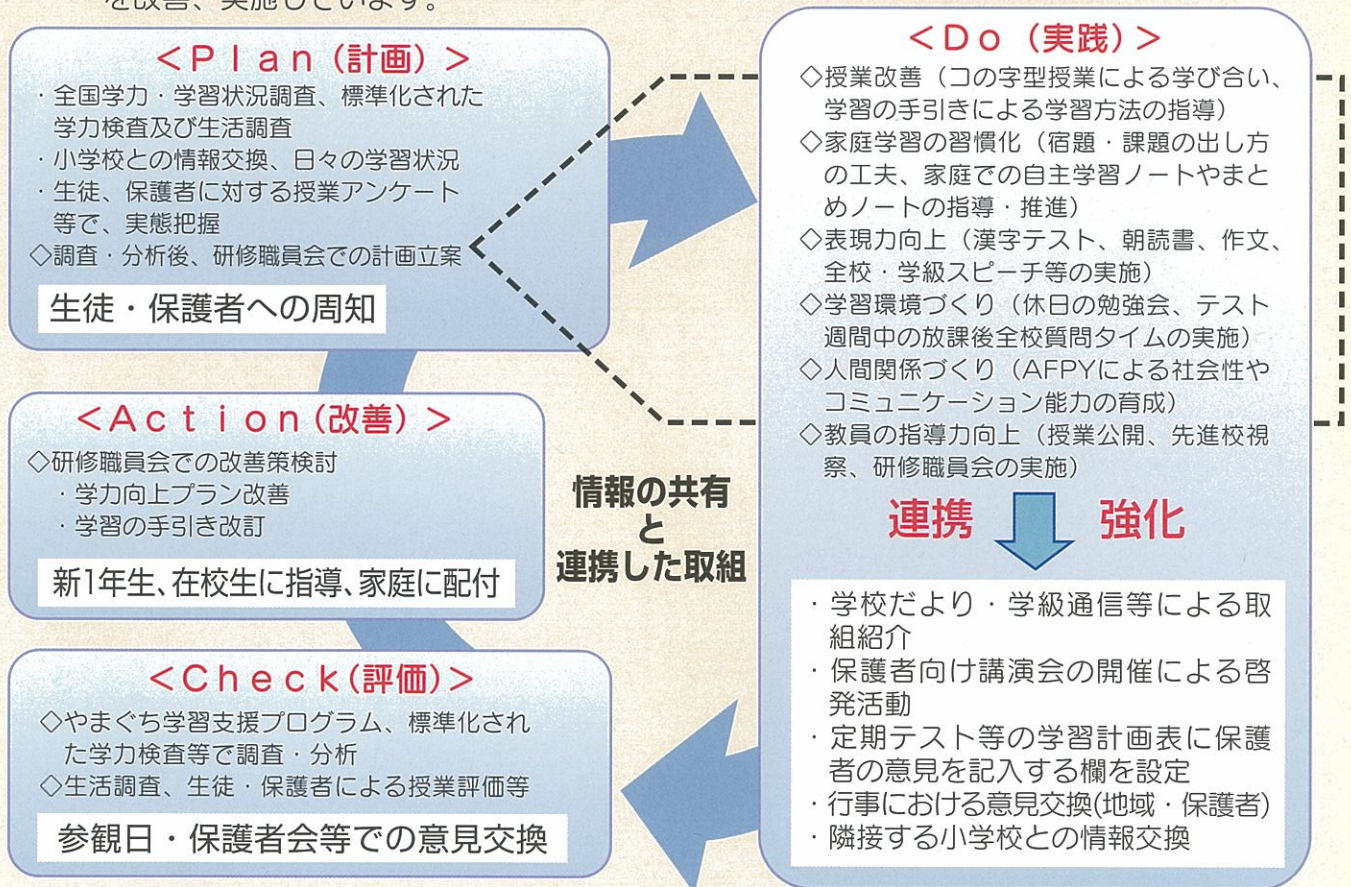 を改善、実施しています。
＜Ｐｌａｎ（計画）＞
・全国学力・学習状況調査、標準化された
学力検査及び生活調査
・小学校との情報交換、日々の学習状況
・生徒、保護者に対する授業アンケート
等で、実態把握
◇調査・分析後、研修職員会での計画立案
生徒・保護者への周知
＜Ｄｏ（実践）＞
◇授業改善（コの字型授業による学び合い、
学習の手引きによる学習方法の指導）
◇家庭学習の習慣化（宿題・課題の出し方
の工夫、家庭での自主学習ノートやまと
めノートの指導・推進）
◇表現力向上（漢字テスト、朝読書、作文、
全校・学級スピーチ等の実施）
◇学習環境づくり（休日の勉強会、テスト
週間中の放課後全校質問タイムの実施）
◇人間関係づくり（AFPYによる社会性や
コミュニケーション能力の育成）
◇教員の指導力向上（授業公開、先進校視
察、研修職員会の実施）
連携 強化
・学校だより・学級通信等による取
組紹介
・保護者向け講演会の開催による啓
発活動
・定期テスト等の学習計画表に保護
者の意見を記入する欄を設定
・行事における意見交換(地域・保護者)
・隣接する小学校との情報交換
＜Ａｃｔｉｏｎ（改善）＞
◇研修職員会での改善策検討
・学力向上プラン改善
・学習の手引き改訂
新1年生、在校生に指導、家庭に配付
情報の共有
と
連携した取組
＜Ｃｈｅｃｋ(評価)＞
◇やまぐち学習支援プログラム、標準化され
た学力検査等で調査・分析
◇生活調査、生徒・保護者による授業評価等
参観日・保護者会等での意見交換